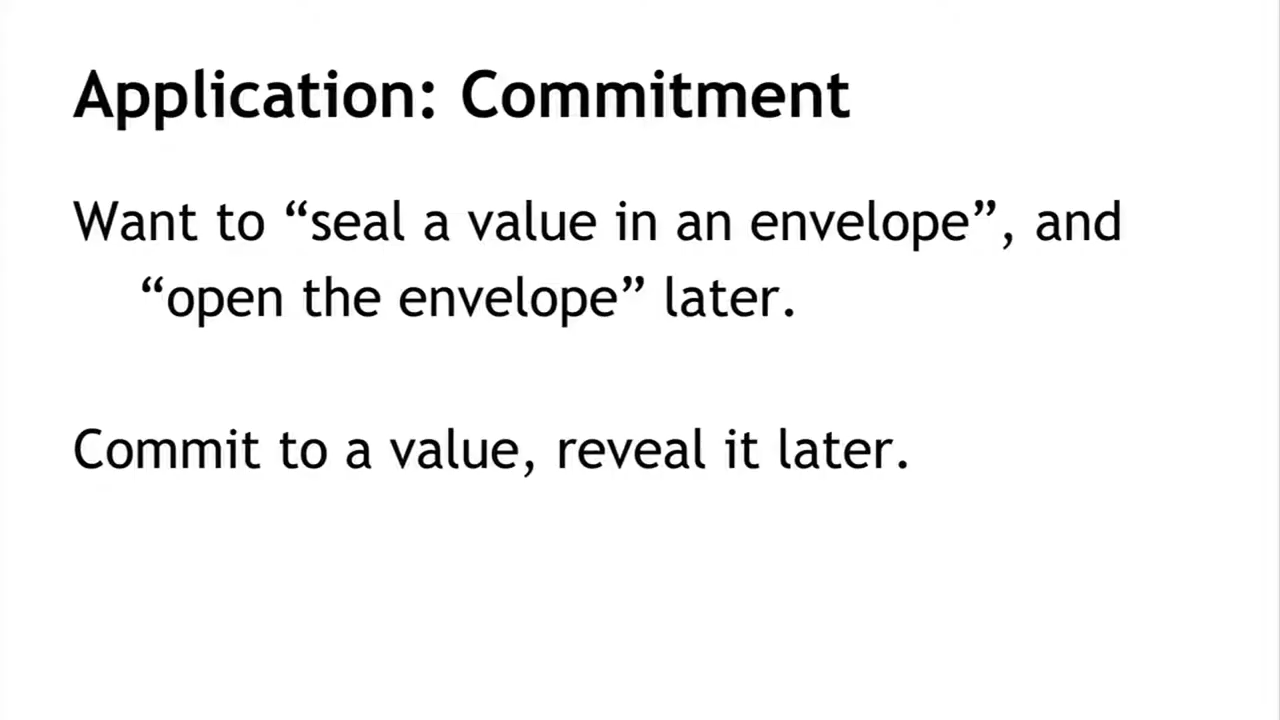 Application: Commitment
Want to “seal a value in an envelope”, and
“open the envelope” later.
Commit to a value, reveal it later.